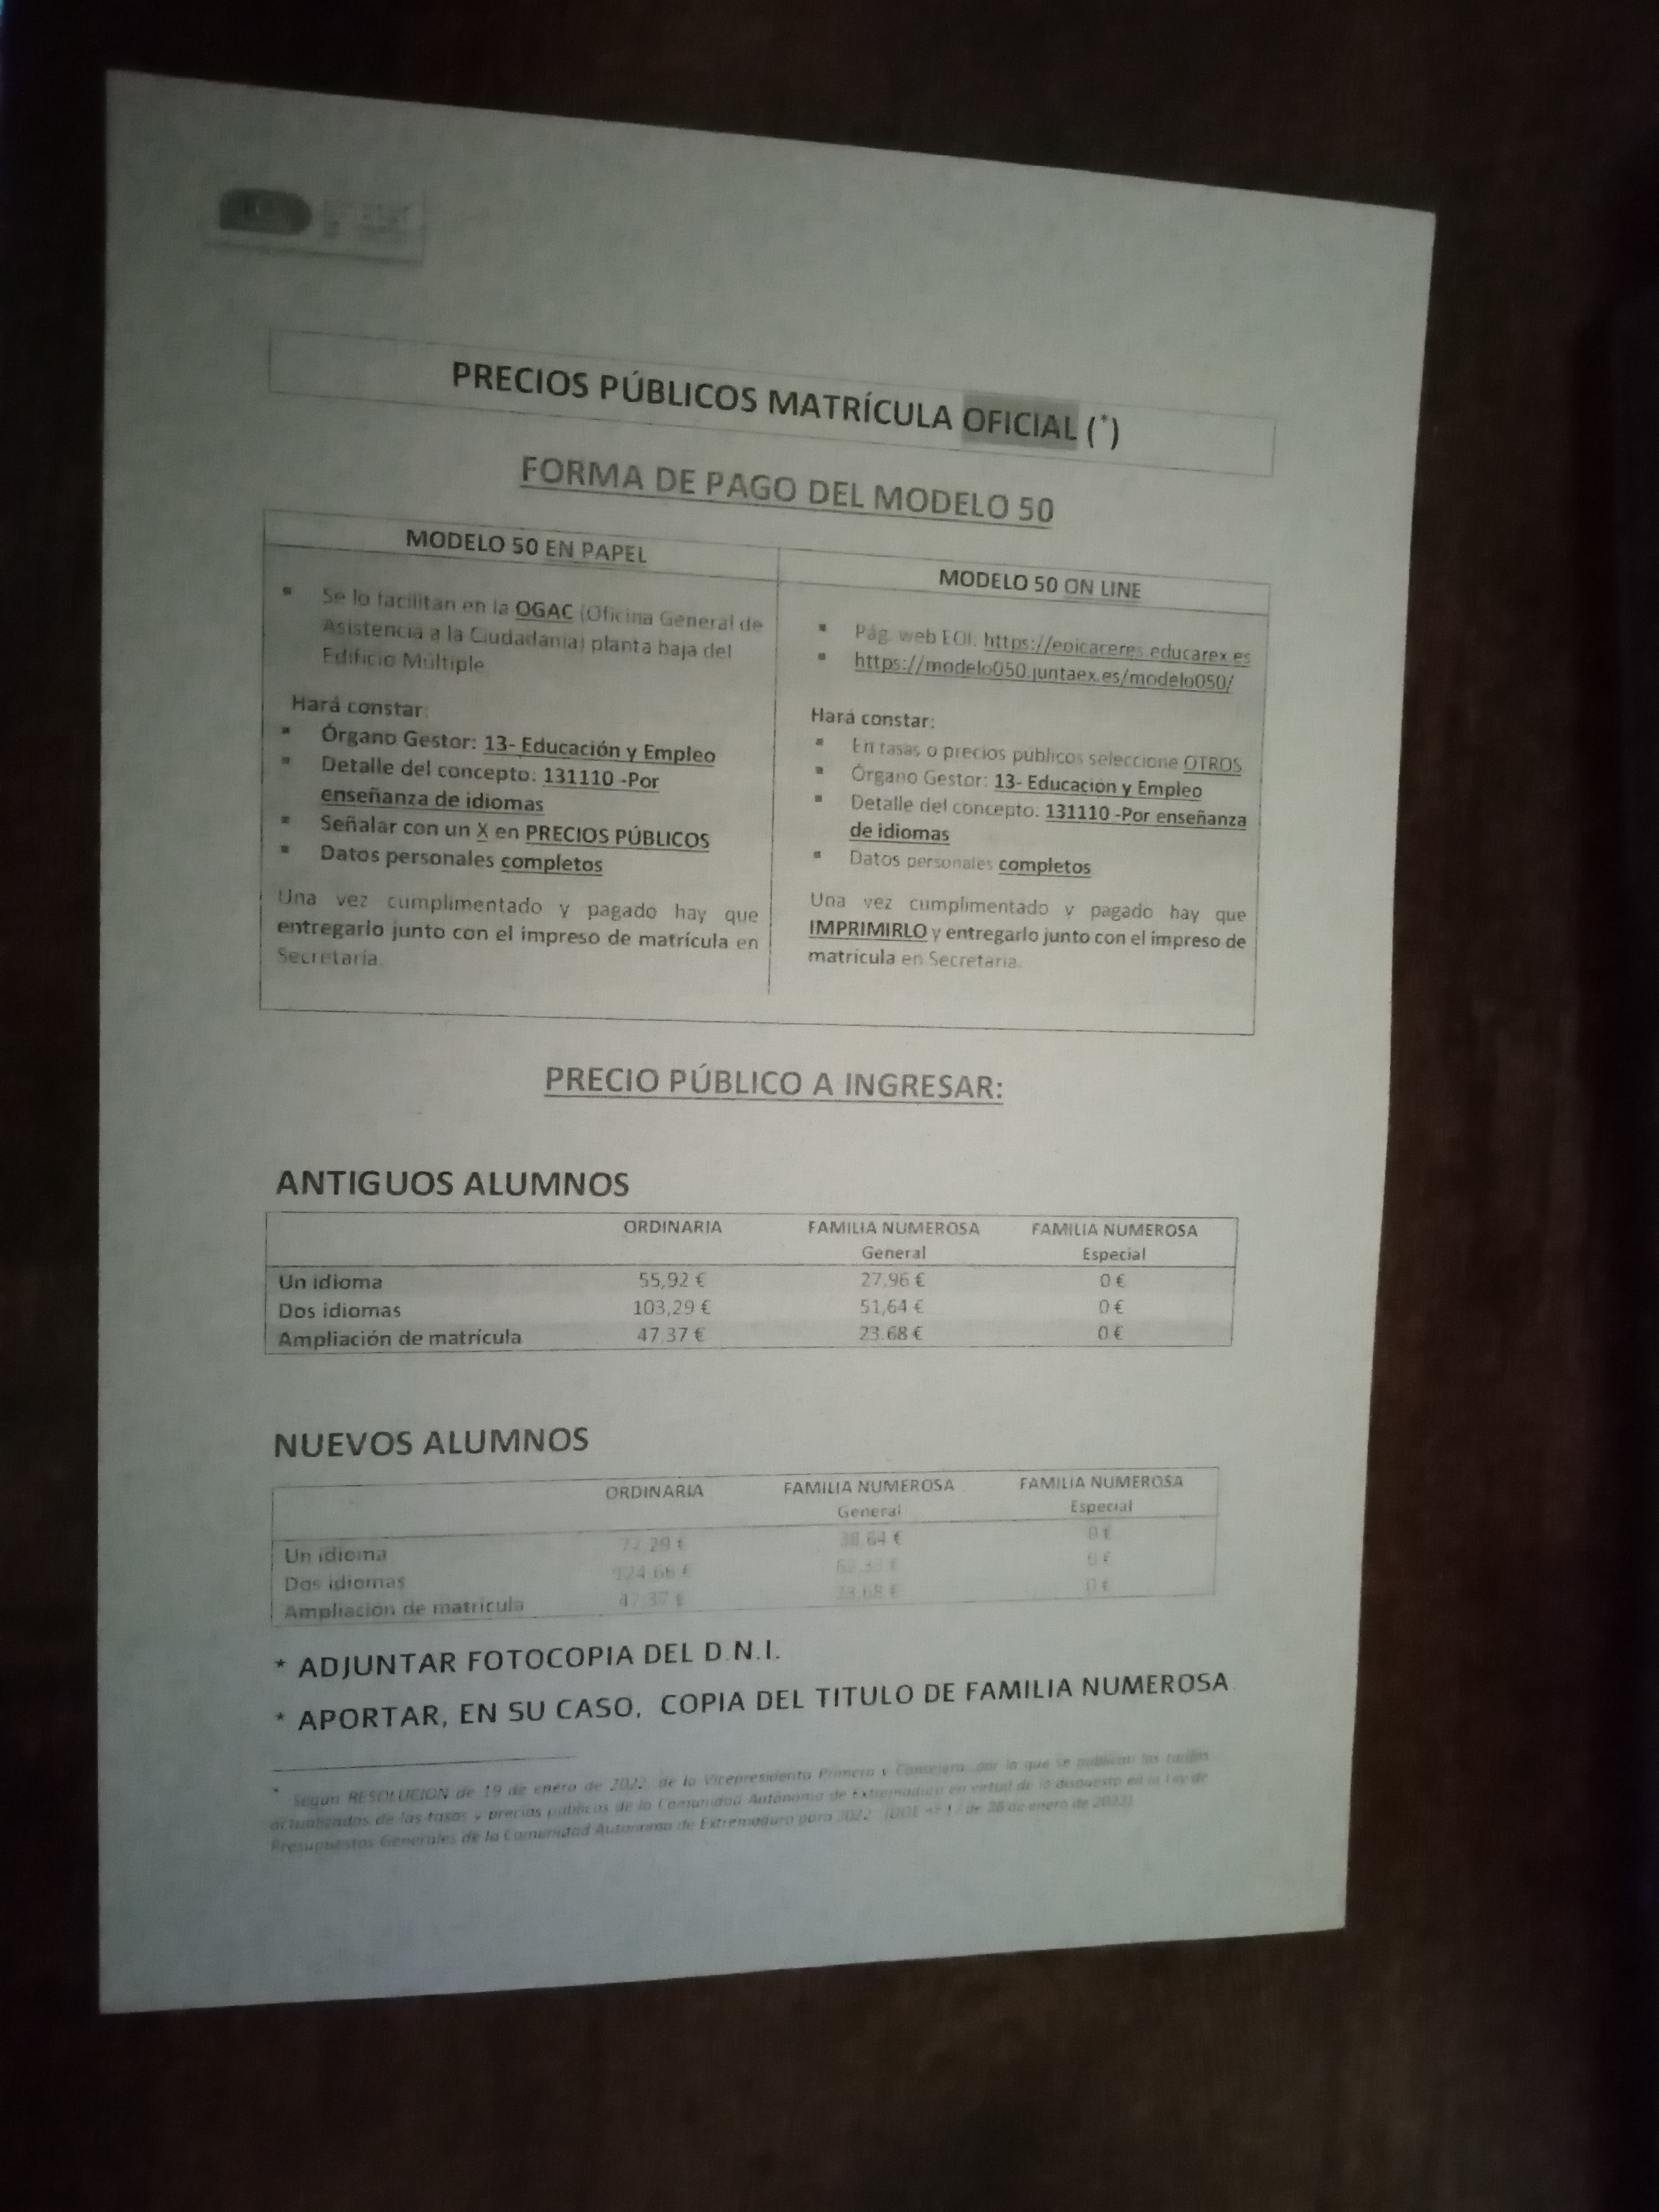 PRECIOS PÚBLICOS MATRÍCULA OFICIAL (*)
FORMA DE PAGO DEL MODELO 50
MODELO 50 EN PAPEL
Se lo facilitan en la OGAC (Oficina General de
Asistencia a la Ciudadanía) planta baja del
Edificio Múltiple
Hará constar:
Órgano Gestor: 13- Educación y Empleo
Detalle del concepto: 131110 -Por
enseñanza de idiomas
Señalar con un X en PRECIOS PÚBLICOS
Datos personales completos
Una vez cumplimentado y pagado hay que
entregarlo junto con el impreso de matrícula en
Secretaría.
MODELO 50 ON LINE
Pág. web EOI: https://eoicaceres.educarex.es
https://modelo050.juntaex.es/modelo050/
Hará constar:
En tasas o precios públicos seleccione OTROS
Órgano Gestor: 13- Educación y Empleo
Detalle del concepto: 131110 -Por enseñanza
de idiomas
Datos personales completos
Una vez cumplimentado y pagado hay que
IMPRIMIRLO y entregarlo junto con el impreso de
matrícula en Secretaría.
PRECIO PÚBLICO A INGRESAR:
ANTIGUOS ALUMNOS
ORDINARIA FAMILIA NUMEROSA FAMILIA NUMEROSA
General Especial
Un idioma 55,92 € 27,96 € 0 €
Dos idiomas 103,29 € 51,64 € 0 €
Ampliación de matrícula 47,37 € 23.68 € 0 €
NUEVOS ALUMNOS
ORDINARIA FAMILIA NUMEROSA FAMILIA NUMEROSA
General Especial
Un idioma 38,64 € 0 €
Dos idiomas 124,66 € 0 €
Ampliación de matrícula 47,37 € 23,68 € 0 €
* ADJUNTAR FOTOCOPIA DEL D.N.I.
* APORTAR, EN SU CASO, COPIA DEL TITULO DE FAMILIA NUMEROSA
* Según RESOLUCIÓN de 19 de enero de 2022, de la Vicepresidenta Primera y Consejera, por la que se publican las tarifas
actualizadas de las tasas y precios públicos de la Comunidad Autónoma de Extremadura en virtud de lo dispuesto en la Ley de
Presupuestos Generales de la Comunidad Autónoma de Extremadura para 2022 (DOE nº 17 de 26 de enero de 2022)